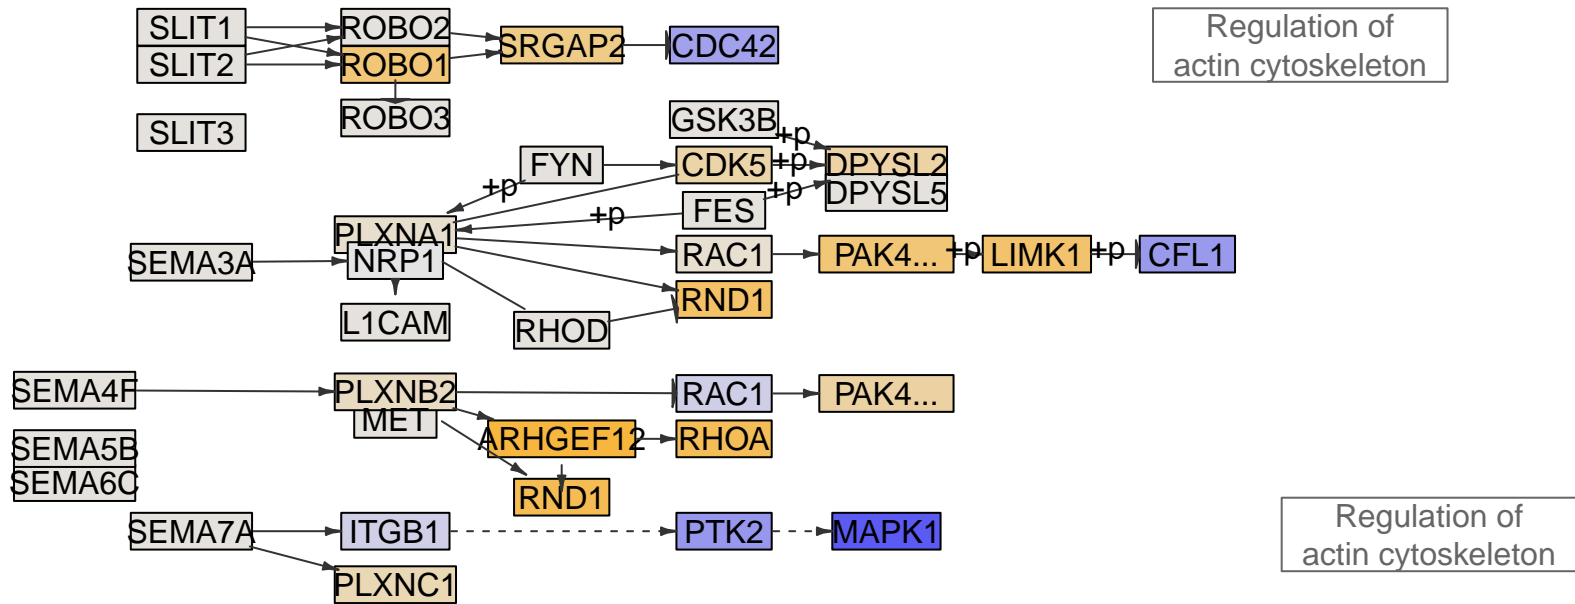 SLIT1
ROBO2
SRGAP2
CDC42
Regulation of
actin cytoskeleton
SLIT2
ROBO1
SLIT3
ROBO3
GSK3B
+p
FYN
CDK5
+p
DPYSL2
+p
+p
DPYSL5
PLXNA1
+p
FES
SEMA3A
NRP1
RAC1
PAK4...
+p
LIMK1
+p
CFL1
RND1
L1CAM
RHOD
SEMA4F
PLXNB2
RAC1
PAK4...
MET
SEMA5B
ARHGEF12
RHOA
SEMA6C
RND1
SEMA7A
ITGB1
PTK2
MAPK1
Regulation of
actin cytoskeleton
PLXNC1